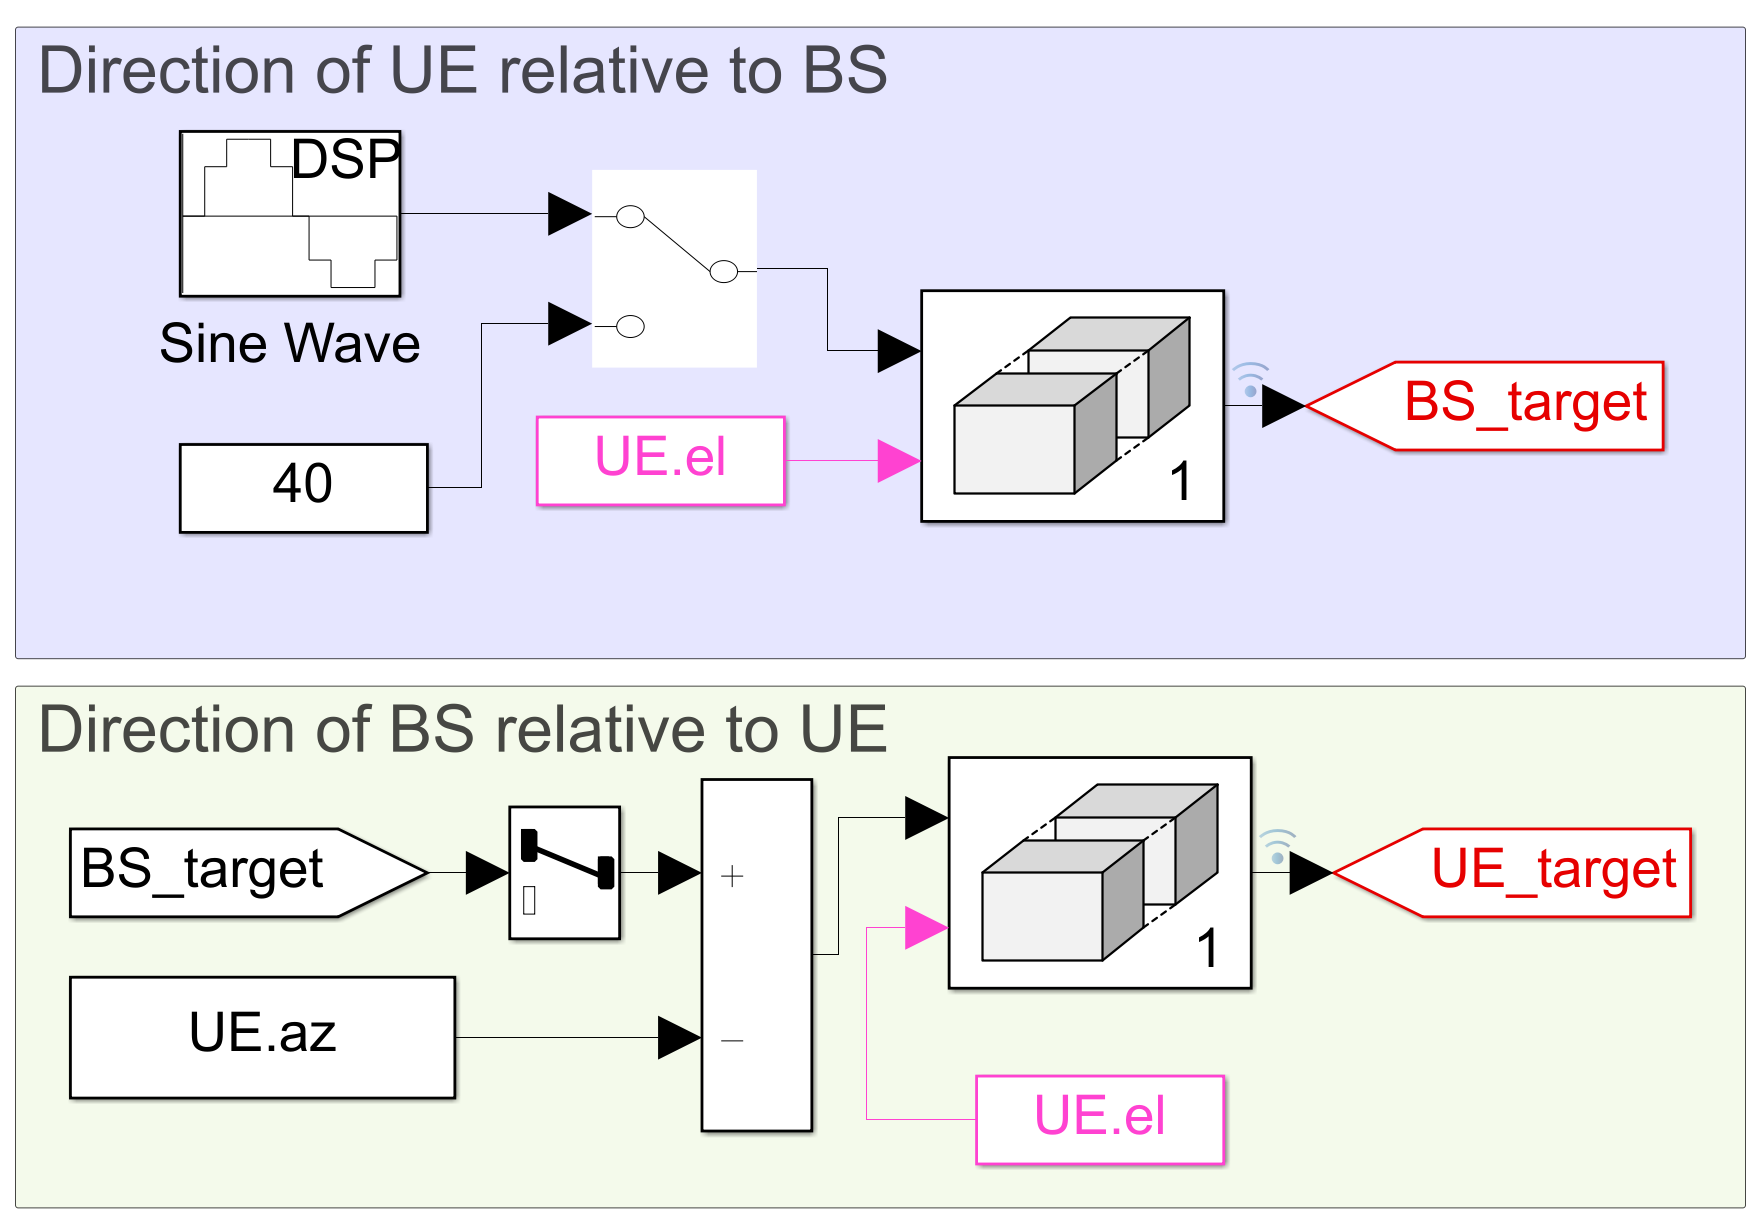 Direction of UE relative to BS
DSP
Sine Wave
40
UE.el
1
BS_target
Direction of BS relative to UE
BS_target
UE.az
+
−
1
UE.el
UE_target